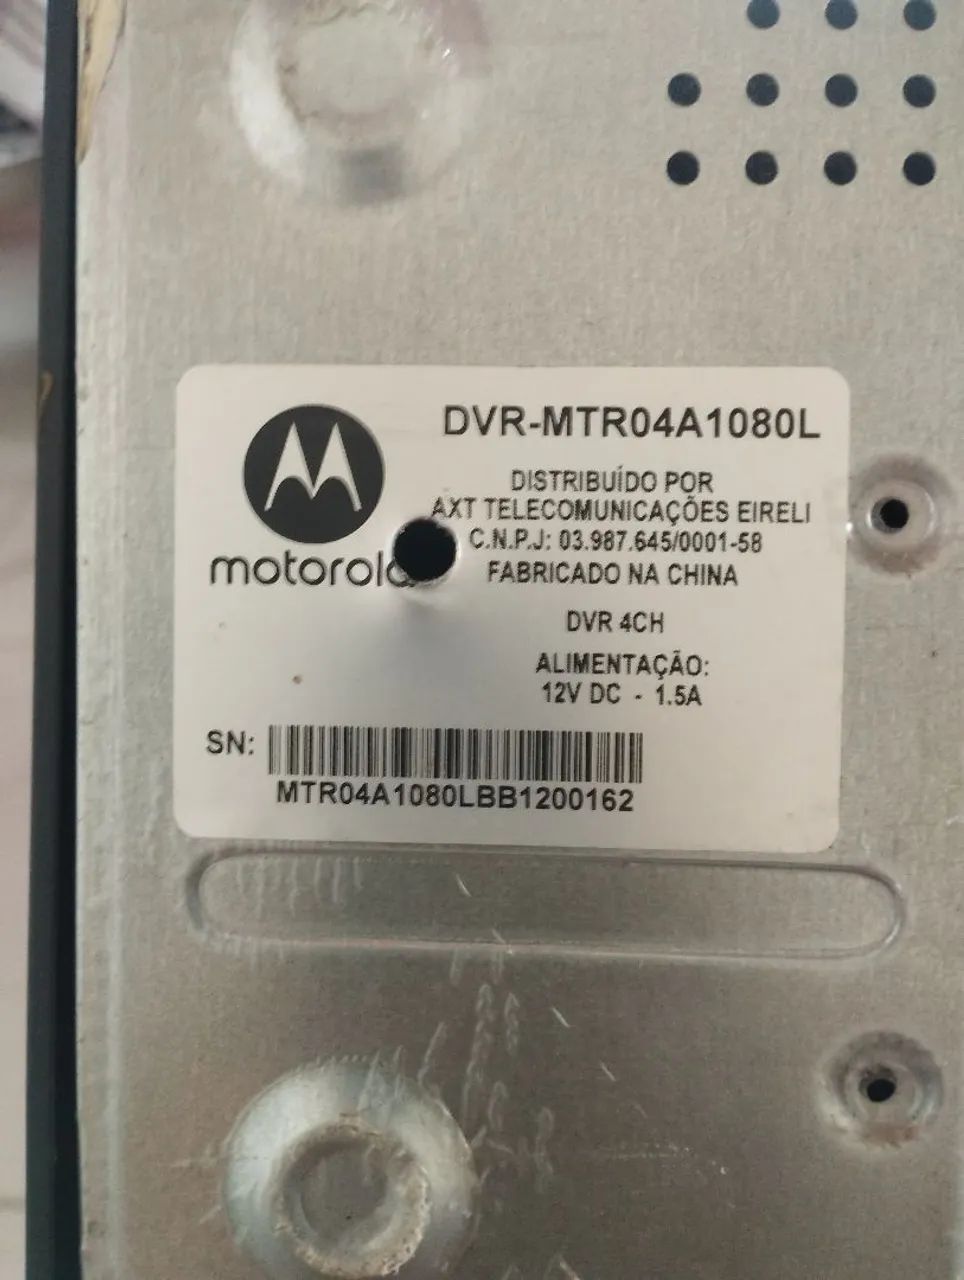 DVR-MTR04A1080L
DISTRIBUÍDO POR
AXT TELECOMUNICAÇÕES EIRELI
C.N.P.J: 03.987.645/0001-58
motorola
FABRICADO NA CHINA
DVR 4CH
ALIMENTAÇÃO:
12V DC - 1.5A
SN:
MTR04A1080LBB1200162